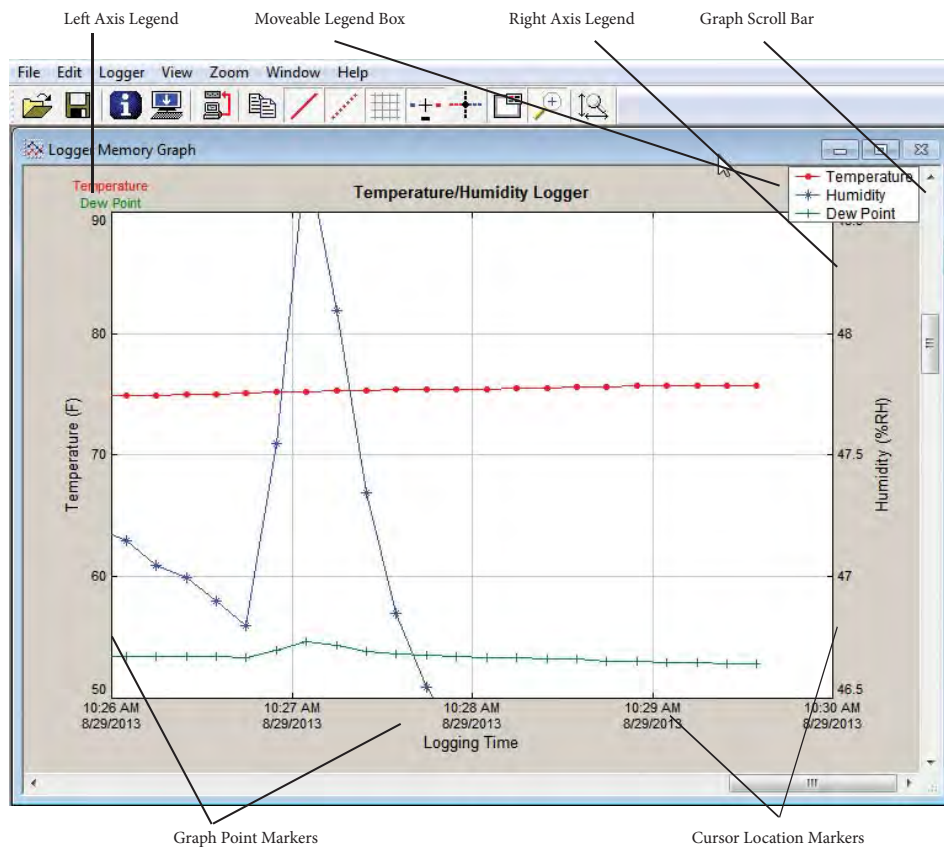 Left Axis Legend
Moveable Legend Box
Right Axis Legend
Graph Scroll Bar
File Edit Logger View Zoom Window Help
Logger Memory Graph
Temperature
Dew Point
Temperature/Humidity Logger
Temperature
Humidity
Dew Point
90
80
70
60
50
Temperature (F)
48
47.5
47
46.5
Humidity (%RH)
10:26 AM
8/29/2013
10:27 AM
8/29/2013
10:28 AM
8/29/2013
10:29 AM
8/29/2013
10:30 AM
8/29/2013
Logging Time
Graph Point Markers
Cursor Location Markers